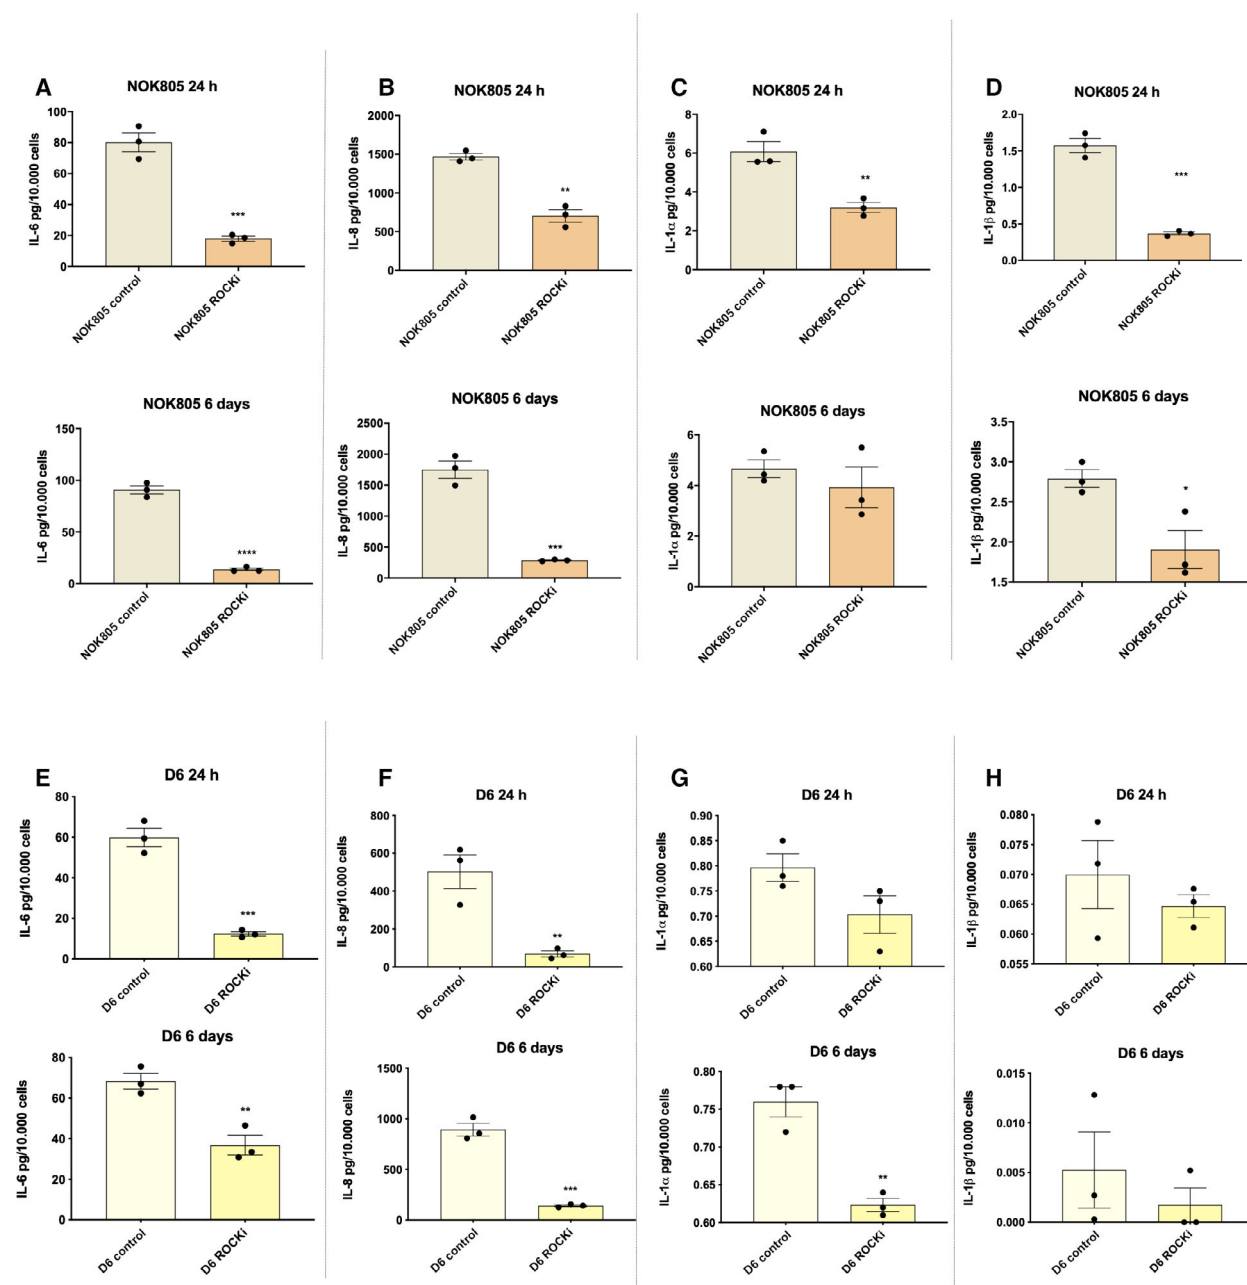 A
NOK805 24 h
IL-6 pg/10.000 cells
100
80
60
40
20
0
***
NOK805 control
NOK805 ROCKi
NOK805 6 days
IL-6 pg/10.000 cells
150
100
50
0
****
NOK805 control
NOK805 ROCKi
B
NOK805 24 h
IL-8 pg/10.000 cells
2000
1500
1000
500
0
**
NOK805 control
NOK805 ROCKi
NOK805 6 days
IL-8 pg/10.000 cells
2500
2000
1500
1000
500
0
***
NOK805 control
NOK805 ROCKi
C
NOK805 24 h
IL-1α pg/10.000 cells
8
6
4
2
0
**
NOK805 control
NOK805 ROCKi
NOK805 6 days
IL-1α pg/10.000 cells
6
4
2
0
NOK805 control
NOK805 ROCKi
D
NOK805 24 h
IL-1β pg/10.000 cells
2.0
1.5
1.0
0.5
0.0
***
NOK805 control
NOK805 ROCKi
NOK805 6 days
IL-1β pg/10.000 cells
3.5
3.0
2.5
2.0
1.5
*
NOK805 control
NOK805 ROCKi
E
D6 24 h
IL-6 pg/10.000 cells
80
60
40
20
0
***
D6 control
D6 ROCKi
D6 6 days
IL-6 pg/10.000 cells
80
60
40
20
0
**
D6 control
D6 ROCKi
F
D6 24 h
IL-8 pg/10.000 cells
800
600
400
200
0
**
D6 control
D6 ROCKi
D6 6 days
IL-8 pg/10.000 cells
1500
1000
500
0
***
D6 control
D6 ROCKi
G
D6 24 h
IL-1α pg/10.000 cells
0.90
0.85
0.80
0.75
0.70
0.65
0.60
D6 control
D6 ROCKi
D6 6 days
IL-1α pg/10.000 cells
0.80
0.75
0.70
0.65
0.60
**
D6 control
D6 ROCKi
H
D6 24 h
IL-1β pg/10.000 cells
0.080
0.075
0.070
0.065
0.060
0.055
D6 control
D6 ROCKi
D6 6 days
IL-1β pg/10.000 cells
0.015
0.010
0.005
0.000
D6 control
D6 ROCKi